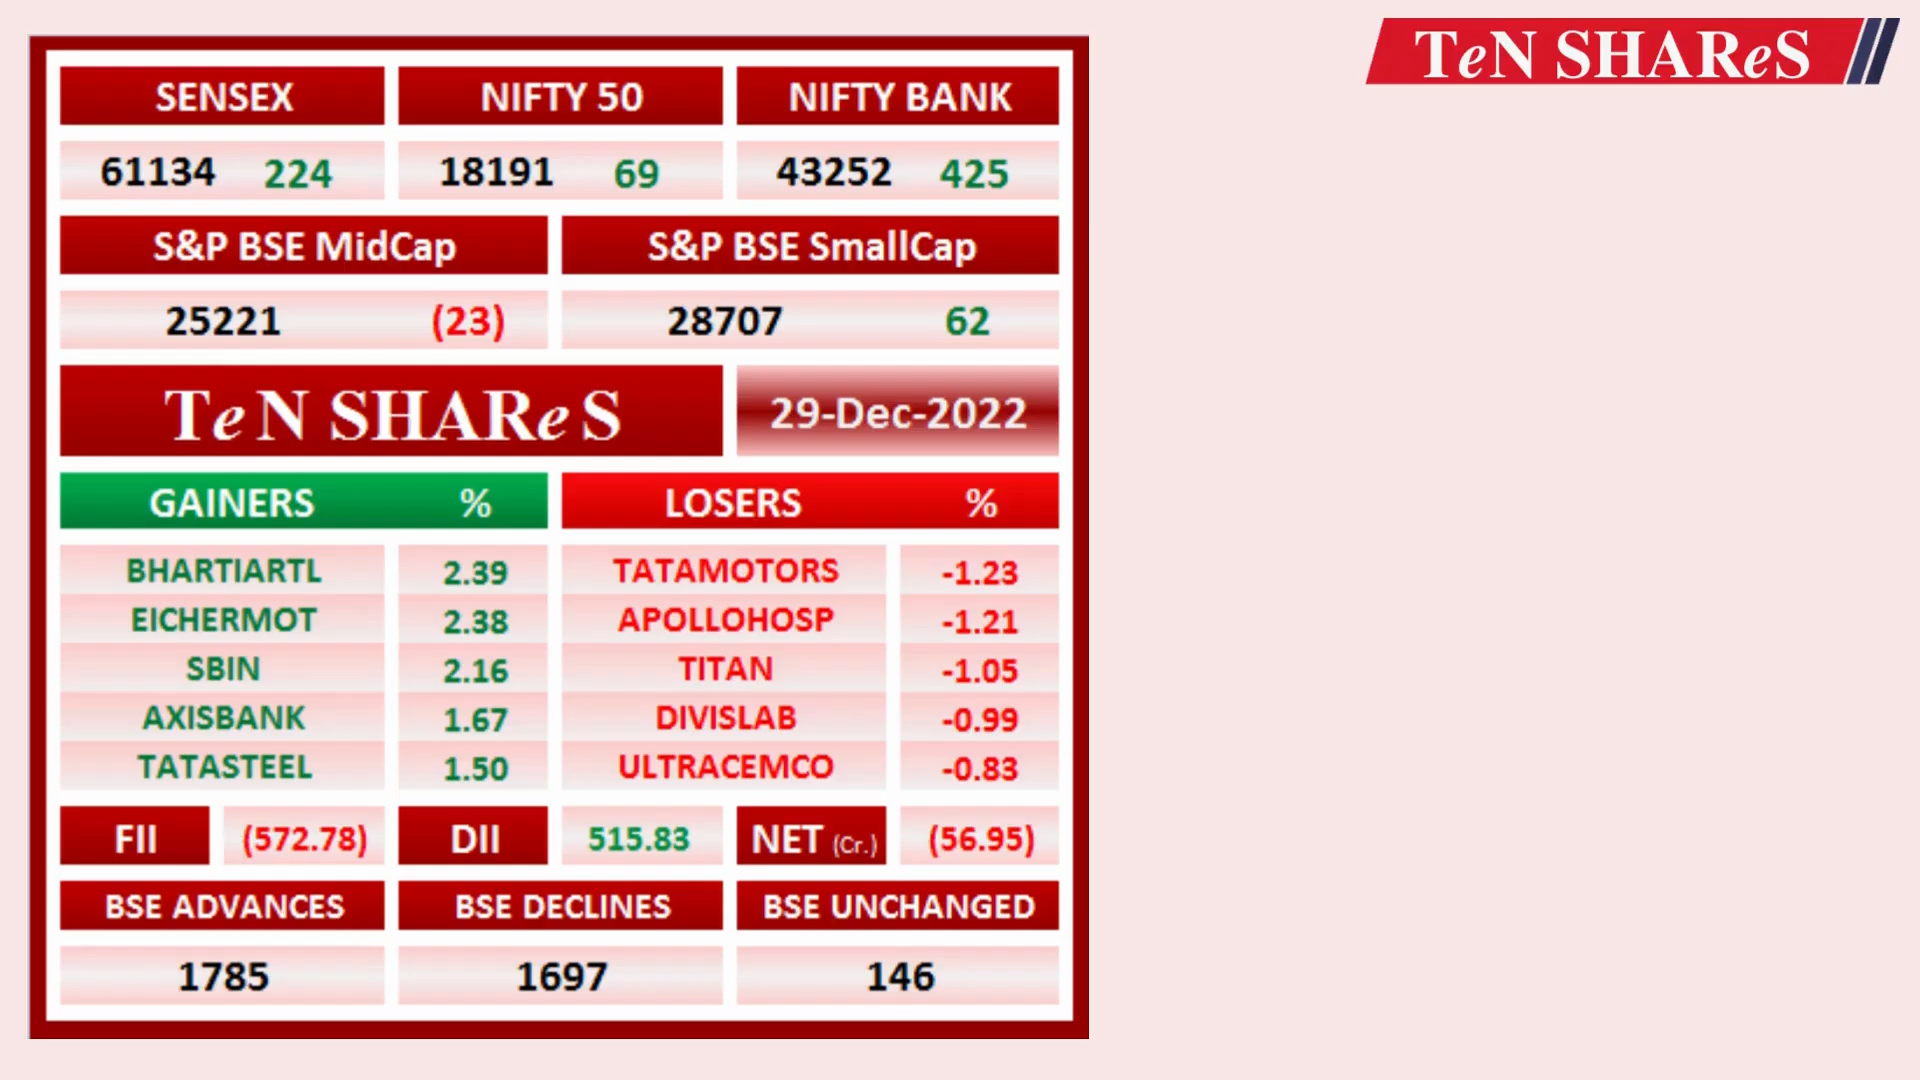 TeN SHAReS
SENSEX NIFTY 50 NIFTY BANK
61134 224 18191 69 43252 425
S&P BSE MidCap S&P BSE SmallCap
25221 (23) 28707 62
TeN SHAReS 29-Dec-2022
GAINERS % LOSERS %
BHARTIARTL 2.39 TATAMOTORS -1.23
EICHERMOT 2.38 APOLLOHOSP -1.21
SBIN 2.16 TITAN -1.05
AXISBANK 1.67 DIVISLAB -0.99
TATASTEEL 1.50 ULTRACEMCO -0.83
FII (572.78) DII 515.83 NET (Cr.) (56.95)
BSE ADVANCES BSE DECLINES BSE UNCHANGED
1785 1697 146